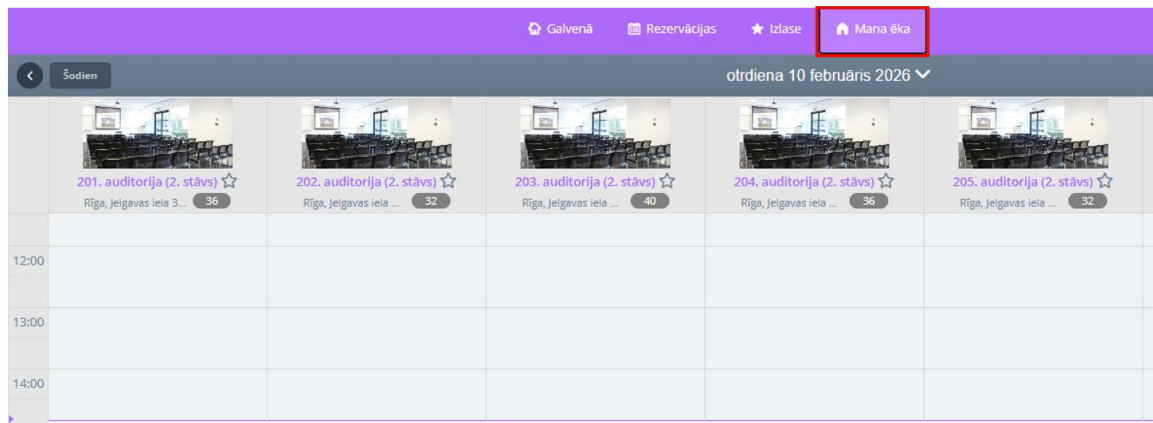 Galvenā Rezervācijas Izlase Mana ēka
Šodien otrdiena 10 februāris 2026
201. auditorija (2. stāvs) 202. auditorija (2. stāvs) 203. auditorija (2. stāvs) 204. auditorija (2. stāvs) 205. auditorija (2. stāvs)
Rīga, Jelgavas iela 3... 36 Rīga, Jelgavas iela ... 32 Rīga, Jelgavas iela ... 40 Rīga, Jelgavas iela ... 36 Rīga, Jelgavas iela ... 32
12:00
13:00
14:00